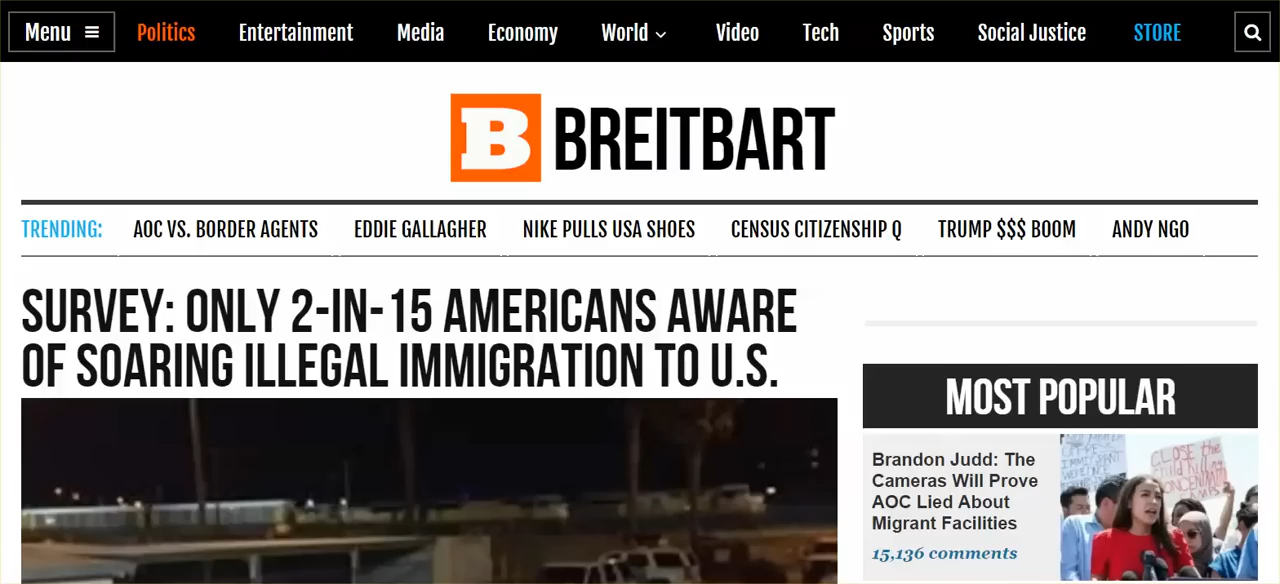 Menu Politics Entertainment Media Economy World Video Tech Sports Social Justice STORE
B BREITBART
TRENDING: AOC VS. BORDER AGENTS EDDIE GALLAGHER NIKE PULLS USA SHOES CENSUS CITIZENSHIP Q TRUMP $$$ BOOM ANDY NGO
SURVEY: ONLY 2-IN-15 AMERICANS AWARE
OF SOARING ILLEGAL IMMIGRATION TO U.S.
MOST POPULAR
Brandon Judd: The
Cameras Will Prove
AOC Lied About
Migrant Facilities
15,136 comments
CLOSE the